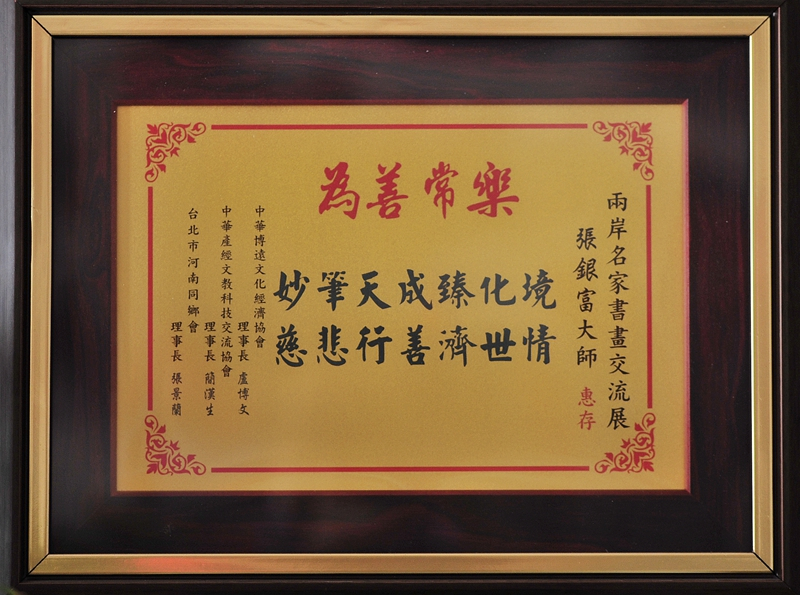 兩岸名家書畫交流展
張銀富大師 惠存
為善常樂
妙筆天成臻化境
慈悲行善濟世情
中華博遠文化經濟協會
理事長 盧博文
中華產經文教科技交流協會
理事長 簡漢生
台北市河南同鄉會
理事長 張景蘭